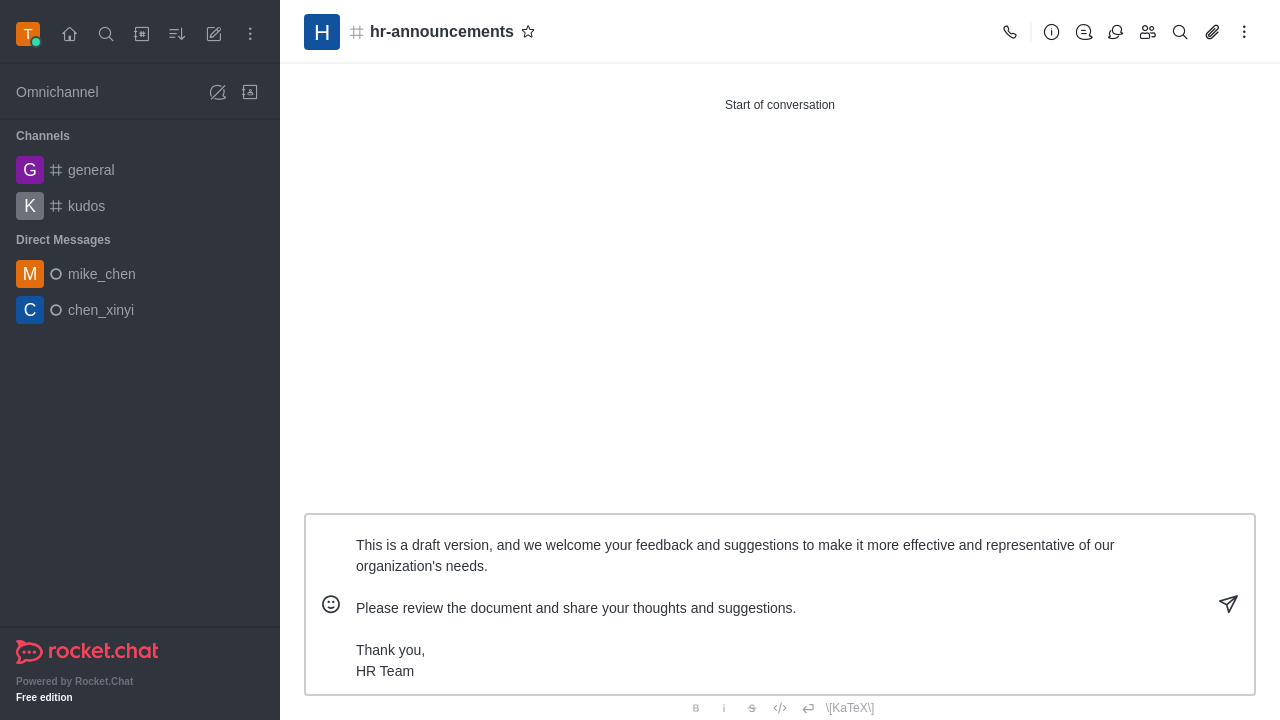 T
H
hr-announcements
Omnichannel
Channels
G general
K kudos
Direct Messages
M mike_chen
C chen_xinyi
rocket.chat
Powered by Rocket.Chat
Free edition
Start of conversation
This is a draft version, and we welcome your feedback and suggestions to make it more effective and representative of our
organization's needs.
Please review the document and share your thoughts and suggestions.
Thank you,
HR Team
B i S \[KaTeX\]